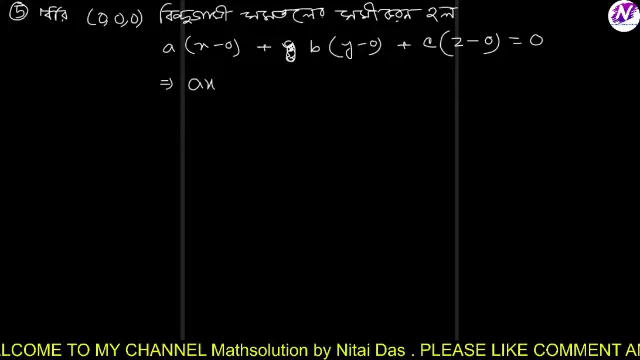 ⑤ ধরি (0,0,0) বিন্দুগামী সমতলের সমীকরণ হল
a (x-0) + b (y-0) + c (z-0) = 0
⇒ ax
ALCOME TO MY CHANNEL Mathsolution by Nitai Das . PLEASE LIKE COMMENT A